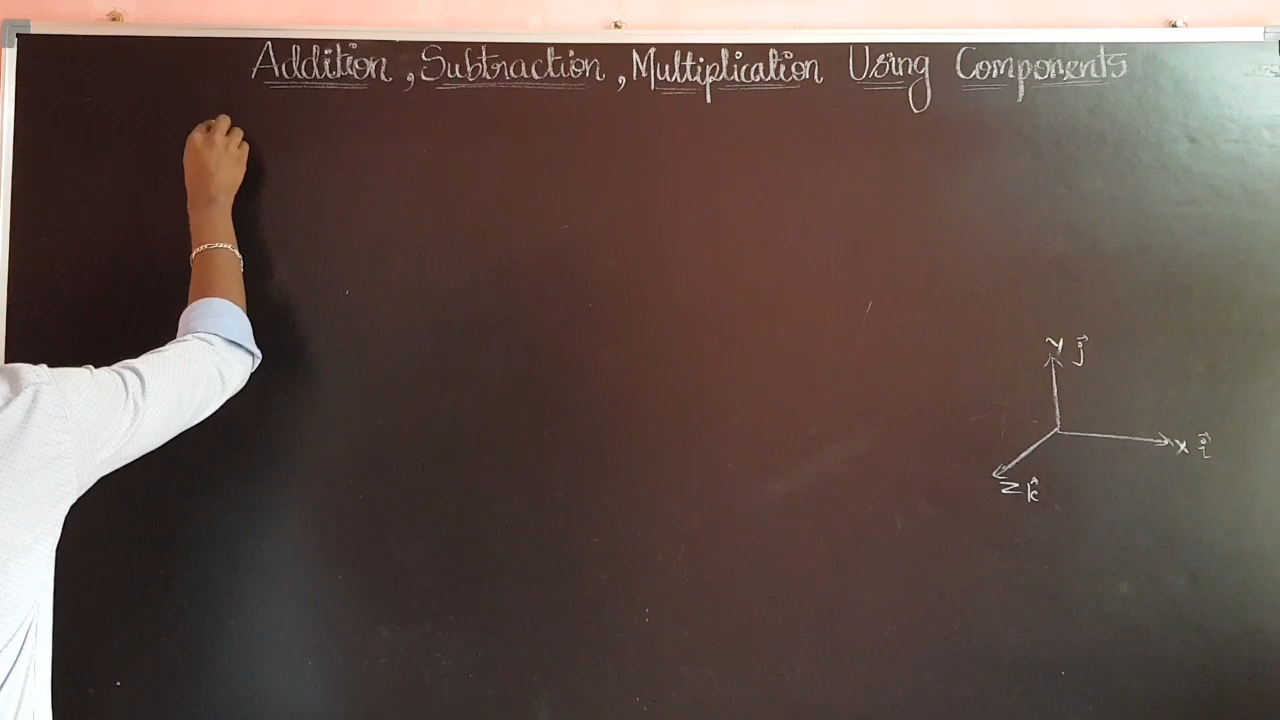 Addition, Subtraction, Multiplication Using Components
Y j⃗
X i⃗
Z k⃗